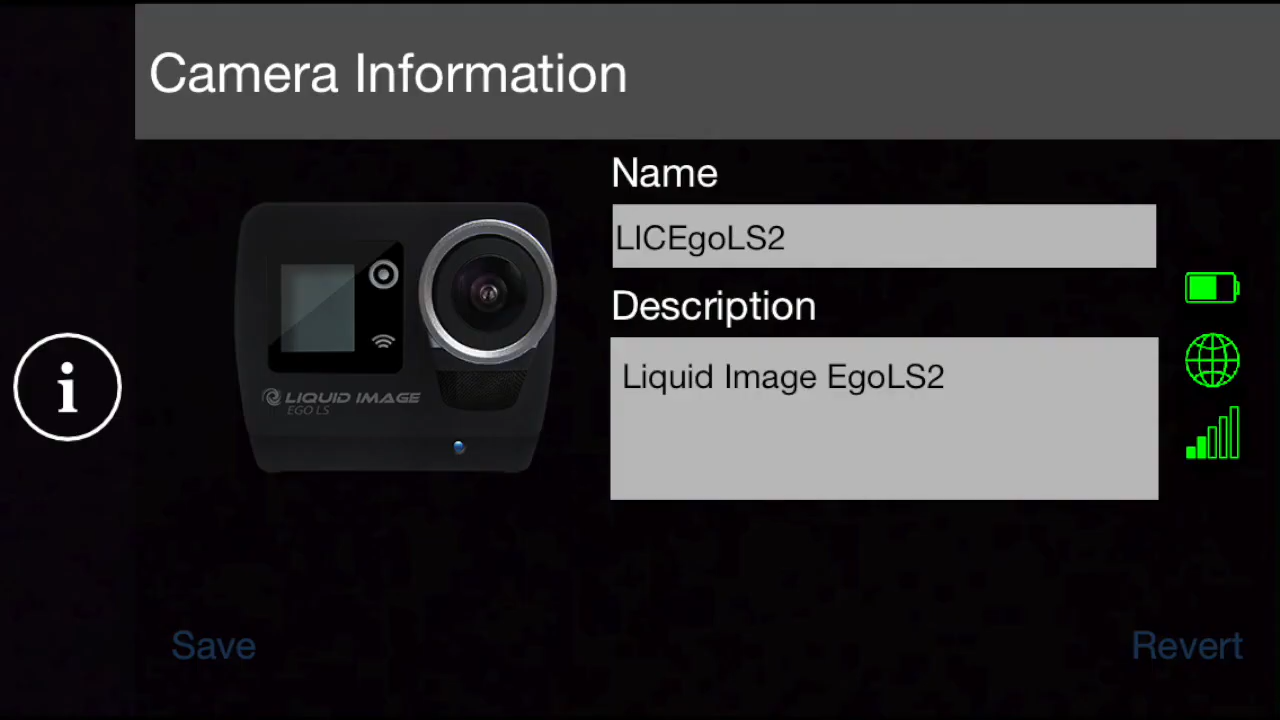 Camera Information
Name
LICEgoLS2
Description
Liquid Image EgoLS2
LIQUID IMAGE
EGO LS
i
Save
Revert